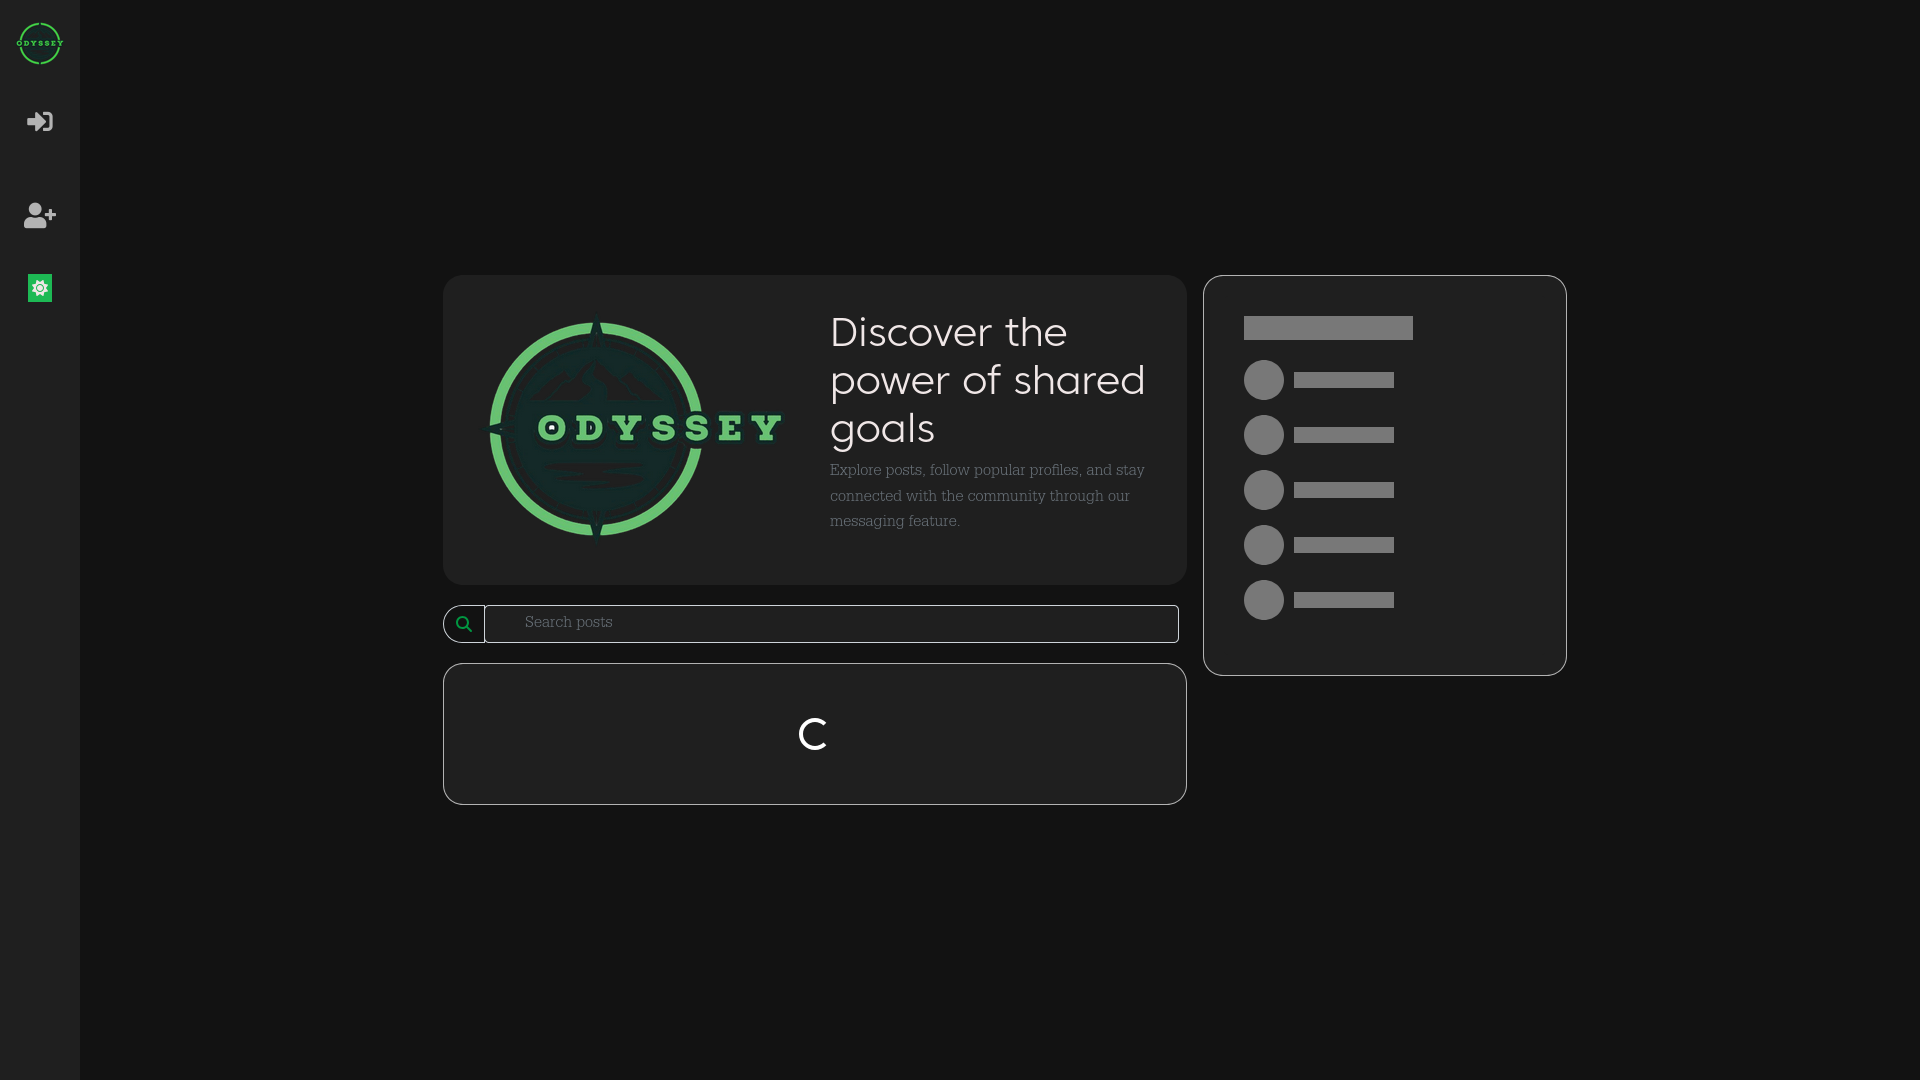 ODYSSEY
ODYSSEY
Discover the
power of shared
goals
Explore posts, follow popular profiles, and stay
connected with the community through our
messaging feature.
Search posts